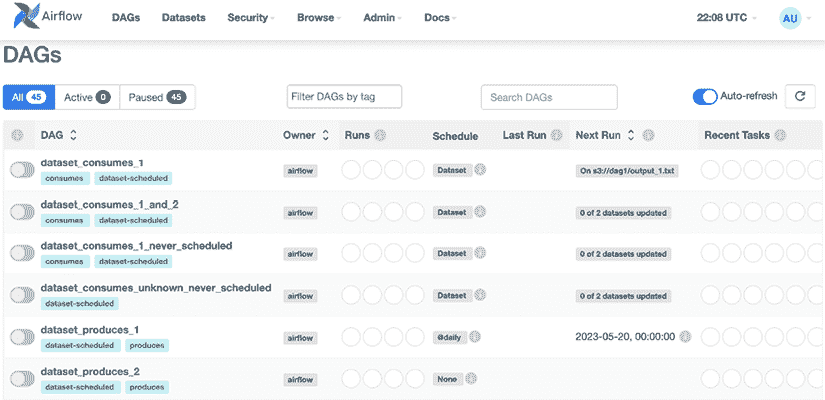 Airflow DAGs Datasets Security Browse Admin Docs 22:08 UTC AU
DAGs
All 45 Active 0 Paused 45 Filter DAGs by tag Search DAGs Auto-refresh
DAG Owner Runs Schedule Last Run Next Run Recent Tasks
dataset_consumes_1
consumes dataset-scheduled airflow Dataset On s3://dag1/output_1.txt
dataset_consumes_1_and_2
consumes dataset-scheduled airflow Dataset 0 of 2 datasets updated
dataset_consumes_1_never_scheduled
consumes dataset-scheduled airflow Dataset 0 of 2 datasets updated
dataset_consumes_unknown_never_scheduled
dataset-scheduled airflow Dataset 0 of 2 datasets updated
dataset_produces_1
dataset-scheduled produces airflow @daily 2023-05-20, 00:00:00
dataset_produces_2
dataset-scheduled produces airflow None